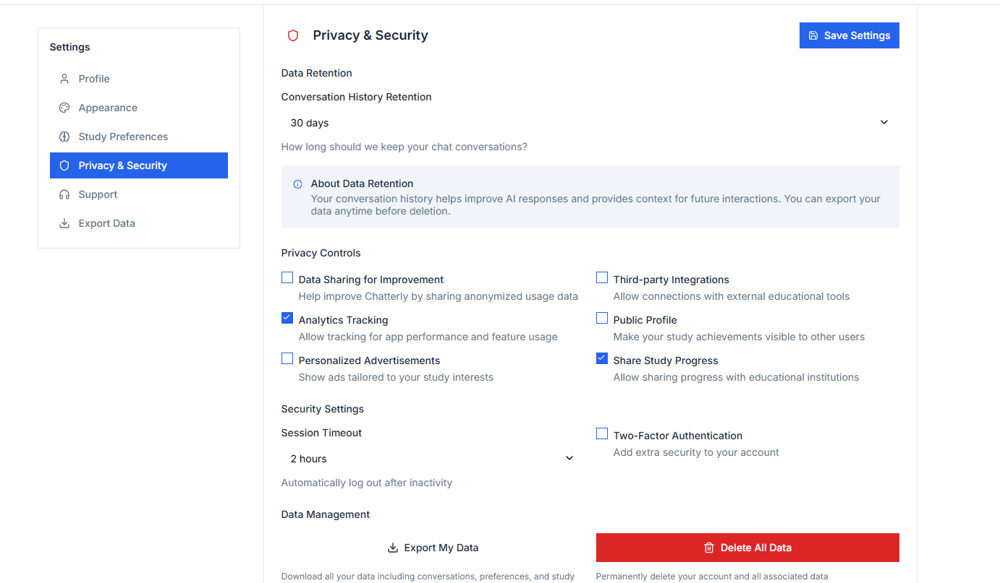 Settings
Profile
Appearance
Study Preferences
Privacy & Security
Support
Export Data
Privacy & Security
Save Settings
Data Retention
Conversation History Retention
30 days
How long should we keep your chat conversations?
About Data Retention
Your conversation history helps improve AI responses and provides context for future interactions. You can export your
data anytime before deletion.
Privacy Controls
Data Sharing for Improvement
Help improve Chatterly by sharing anonymized usage data
Third-party Integrations
Allow connections with external educational tools
Analytics Tracking
Allow tracking for app performance and feature usage
Public Profile
Make your study achievements visible to other users
Personalized Advertisements
Show ads tailored to your study interests
Share Study Progress
Allow sharing progress with educational institutions
Security Settings
Session Timeout
2 hours
Automatically log out after inactivity
Two-Factor Authentication
Add extra security to your account
Data Management
Export My Data
Download all your data including conversations, preferences, and study
Delete All Data
Permanently delete your account and all associated data